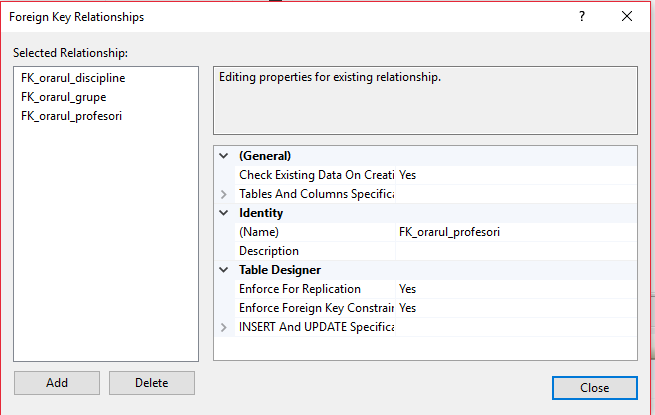 Foreign Key Relationships
?
Selected Relationship:
FK_orarul_discipline
FK_orarul_grupe
FK_orarul_profesori
Editing properties for existing relationship.
(General)
Check Existing Data On Creati Yes
Tables And Columns Specifica
Identity
(Name) FK_orarul_profesori
Description
Table Designer
Enforce For Replication Yes
Enforce Foreign Key Constrain Yes
INSERT And UPDATE Specifica
Add Delete
Close